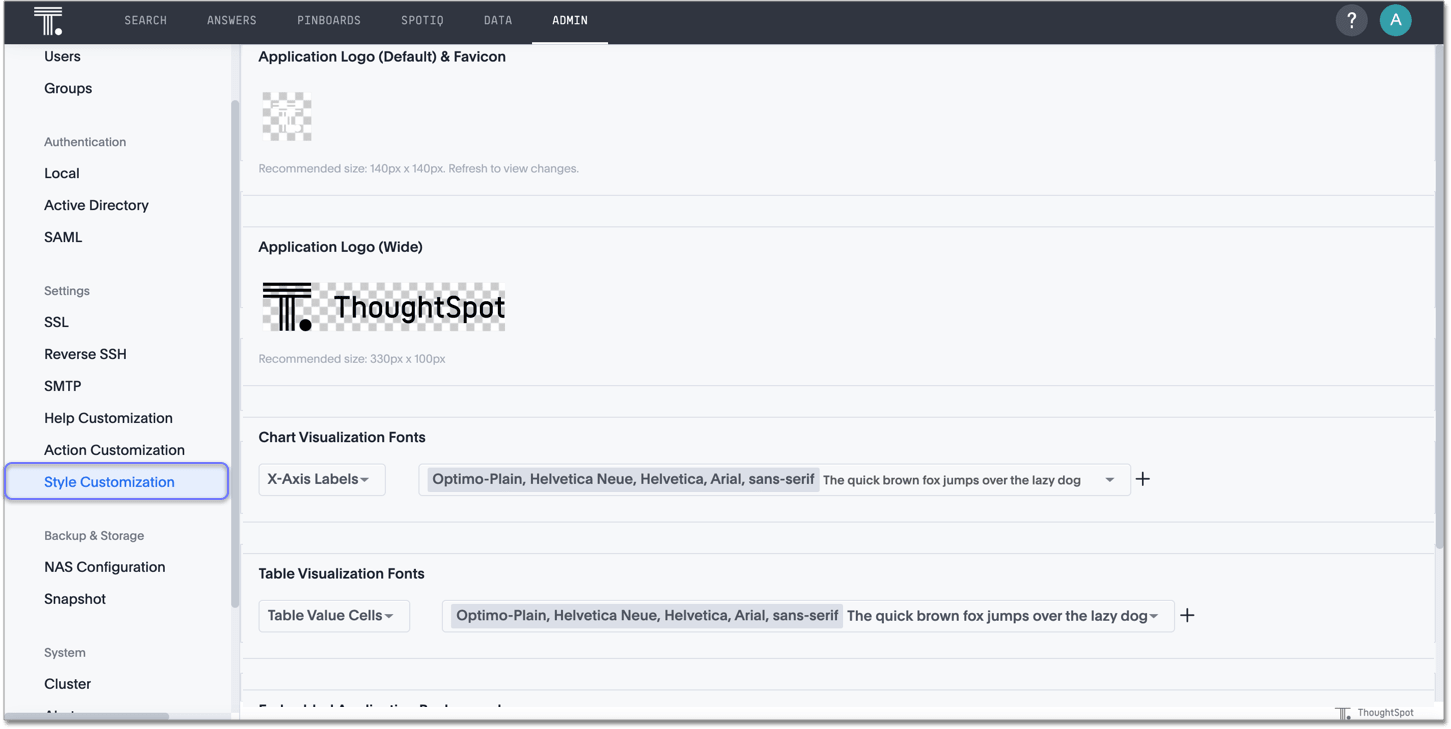 SEARCH ANSWERS PINBOARDS SPOTIQ DATA ADMIN ? A
Users
Groups
Authentication
Local
Active Directory
SAML
Settings
SSL
Reverse SSH
SMTP
Help Customization
Action Customization
Style Customization
Backup & Storage
NAS Configuration
Snapshot
System
Cluster
Application Logo (Default) & Favicon
Recommended size: 140px x 140px. Refresh to view changes.
Application Logo (Wide)
ThoughtSpot
Recommended size: 330px x 100px
Chart Visualization Fonts
X-Axis Labels Optimo-Plain, Helvetica Neue, Helvetica, Arial, sans-serif The quick brown fox jumps over the lazy dog +
Table Visualization Fonts
Table Value Cells Optimo-Plain, Helvetica Neue, Helvetica, Arial, sans-serif The quick brown fox jumps over the lazy dog +
ThoughtSpot